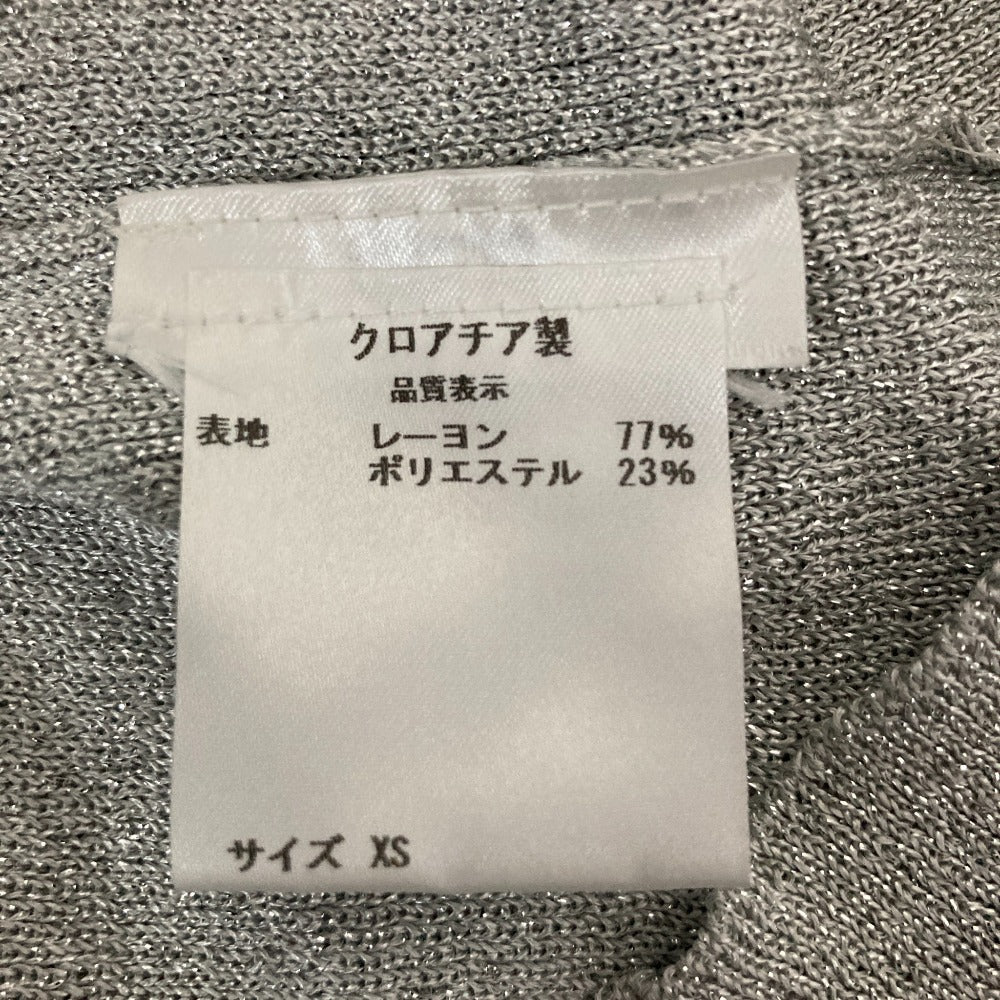 クロアチア製
品質表示
表地 レーヨン 77%
ポリエステル 23%
サイズ XS